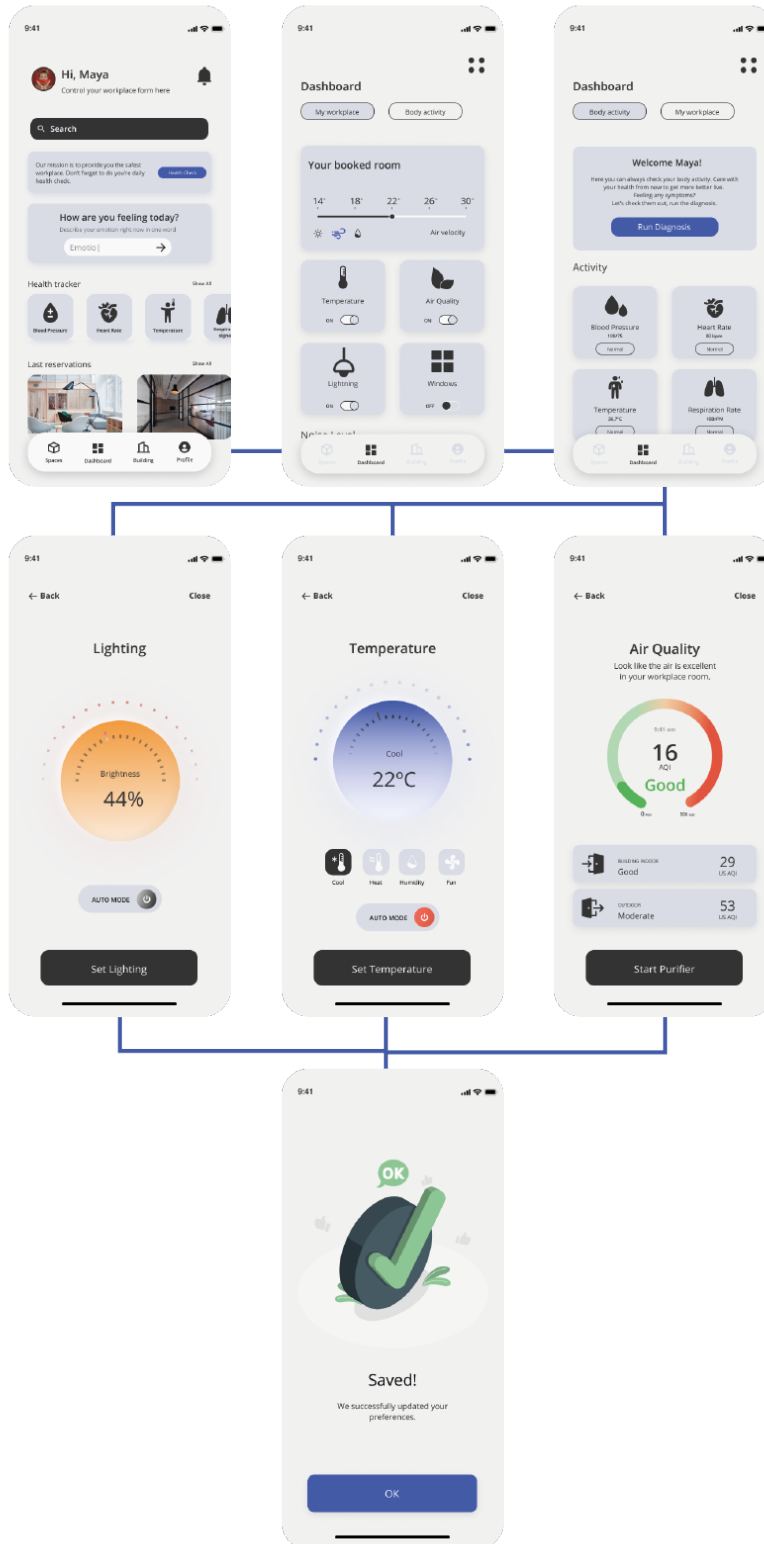 9:41
Hi, Maya
Control your workplace form here
Search
Our mission is to provide you the safest
workplace. Don't forget to do you're daily
health check.
Health Check
How are you feeling today?
Describe your emotion right now in one word
Emotio|
Health tracker
Show All
Blood Pressure
Heart Rate
Temperature
Last reservations
Show All
Spaces
Dashboard
Building
Profile
9:41
Dashboard
My workplace
Body activity
Your booked room
14°
18°
22°
26°
30°
Air velocity
Temperature
Air Quality
ON
ON
Lightning
Windows
ON
OFF
Noise Level
Spaces
Dashboard
Building
Profile
9:41
Dashboard
Body activity
My workplace
Welcome Maya!
Here you can always check your body activity. Care with
your health from now to get more better live.
Feeling any symptoms?
Let's check them out, run the diagnosis.
Run Diagnosis
Activity
Blood Pressure
Heart Rate
Normal
Normal
Temperature
Respiration Rate
36,7°C
Normal
Normal
Spaces
Dashboard
Building
Profile
9:41
Back
Close
Lighting
Brightness
44%
AUTO MODE
Set Lighting
9:41
Back
Close
Temperature
Cool
22°C
Cool
Heat
Humidity
Fan
AUTO MODE
Set Temperature
9:41
Back
Close
Air Quality
Look like the air is excellent
in your workplace room.
16
AQI
Good
BUILDING INDOOR
Good
29
US AQI
OUTDOOR
Moderate
53
US AQI
Start Purifier
9:41
OK
Saved!
We successfully updated your
preferences.
OK